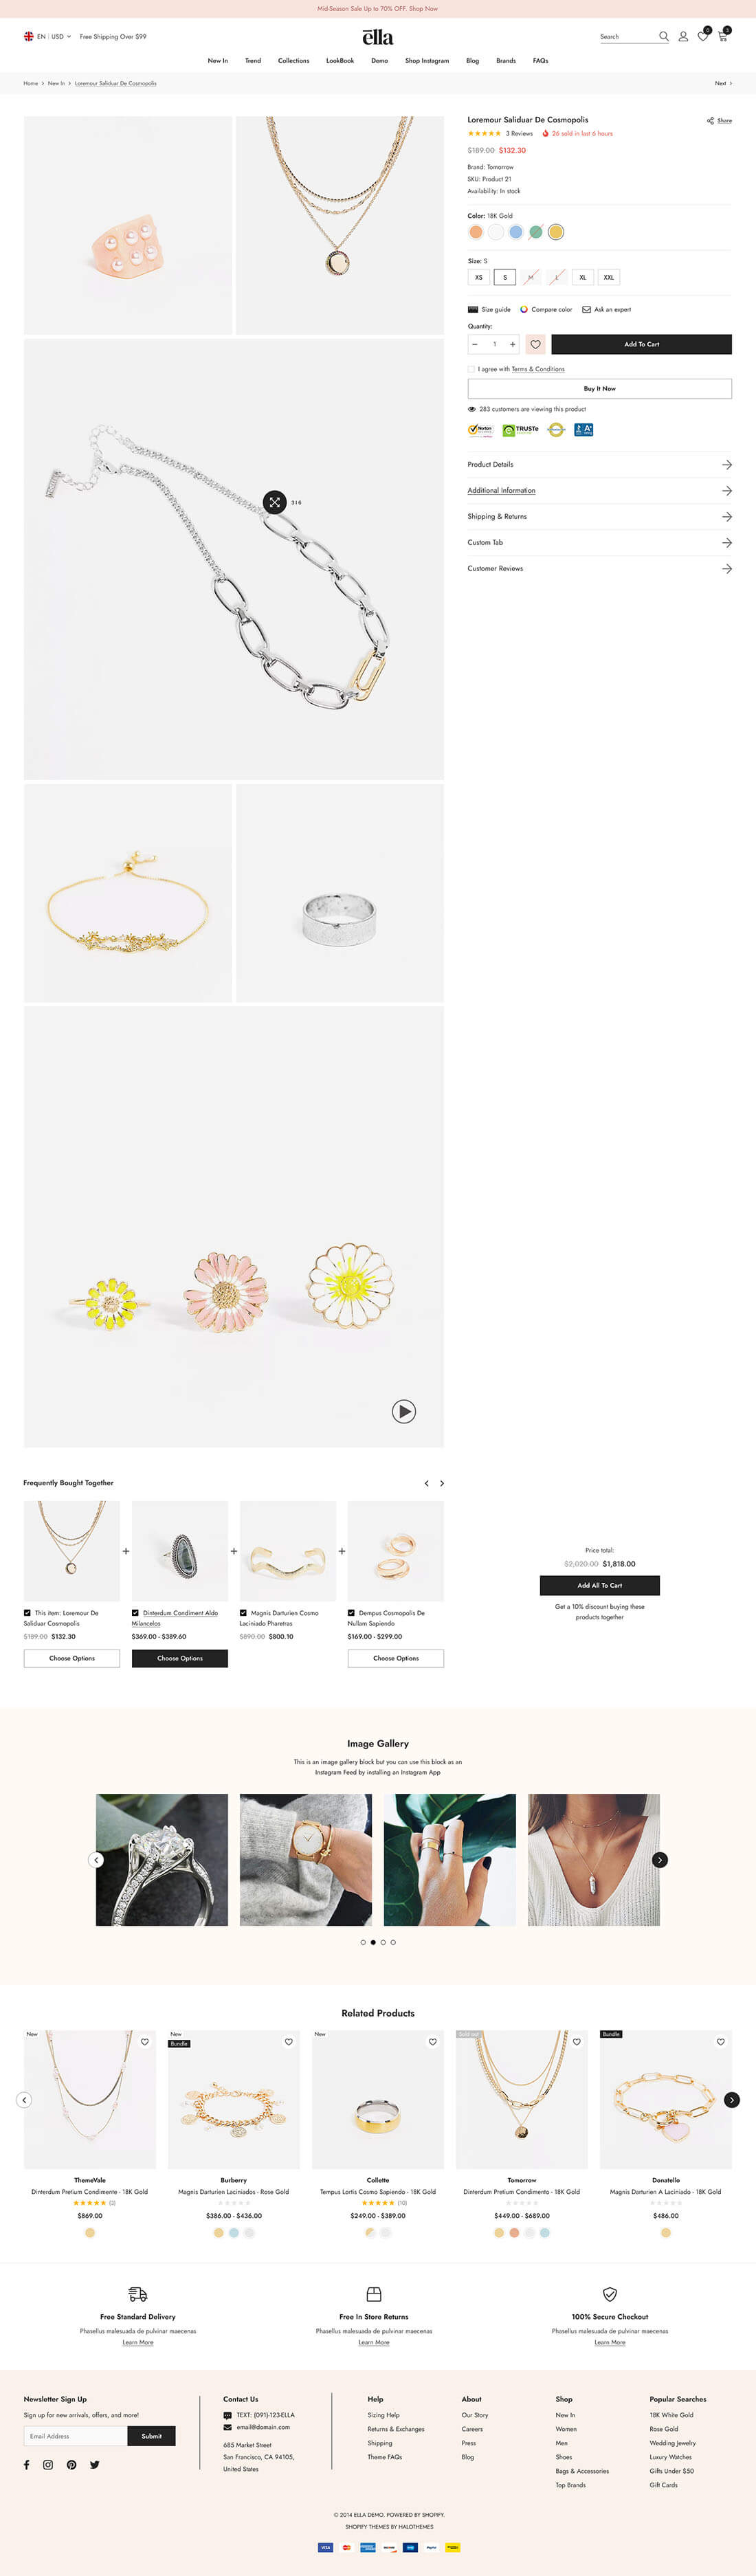 Mid-Season Sale Up to 70% OFF. Shop Now
EN | USD
Free Shipping Over $99
ella
Search
0
0
New In
Trend
Collections
LookBook
Demo
Shop Instagram
Blog
Brands
FAQs
Home > New In > Loremour Saliduar De Cosmopolis
Next >
Loremour Saliduar De Cosmopolis
Share
3 Reviews
26 sold in last 6 hours
$189.00 $132.30
Brand: Tomorrow
SKU: Product 21
Availability: In stock
Color: 18K Gold
Size: S
XS
S
M
L
XL
XXL
Size guide
Compare color
Ask an expert
Quantity:
− 1 +
Add To Cart
I agree with Terms & Conditions
Buy It Now
283 customers are viewing this product
Norton
TRUSTe
A+
Product Details
Additional Information
Shipping & Returns
Custom Tab
Customer Reviews
Frequently Bought Together
This item: Loremour De
Saliduar Cosmopolis
$189.00 $132.30
Choose Options
Dinterdum Condiment Aldo
Milancelos
$369.00 - $389.60
Choose Options
Magnis Darturien Cosmo
Laciniado Pharetras
$890.00 $800.10
Dempus Cosmopolis De
Nullam Sapiendo
$169.00 - $299.00
Choose Options
Price total:
$2,020.00 $1,818.00
Add All To Cart
Get a 10% discount buying these
products together
Image Gallery
This is an image gallery block but you can use this block as an
Instagram Feed by installing an Instagram App
Related Products
New
New
Bundle
New
Sold out
Bundle
ThemeVale
Dinterdum Pretium Condimente - 18K Gold
$869.00
Burberry
Magnis Darturien Laciniados - Rose Gold
$386.00 - $436.00
Collette
Tempus Lortis Cosmo Sapiendo - 18K Gold
(10)
$249.00 - $389.00
Tomorrow
Dinterdum Pretium Condimento - 18K Gold
$449.00 - $689.00
Donatello
Magnis Darturien A Laciniado - 18K Gold
$486.00
Free Standard Delivery
Phasellus malesuada de pulvinar maecenas
Learn More
Free In Store Returns
Phasellus malesuada de pulvinar maecenas
Learn More
100% Secure Checkout
Phasellus malesuada de pulvinar maecenas
Learn More
Newsletter Sign Up
Sign up for new arrivals, offers, and more!
Email Address
Submit
Contact Us
TEXT: (091)-123-ELLA
email@domain.com
685 Market Street
San Francisco, CA 94105,
United States
Help
Sizing Help
Returns & Exchanges
Shipping
Theme FAQs
About
Our Story
Careers
Press
Blog
Shop
New In
Women
Men
Shoes
Bags & Accessories
Top Brands
Popular Searches
18K White Gold
Rose Gold
Wedding Jewelry
Luxury Watches
Gifts Under $50
Gift Cards
© 2014 ELLA DEMO. POWERED BY SHOPIFY.
SHOPIFY THEMES BY HALOTHEMES
VISA